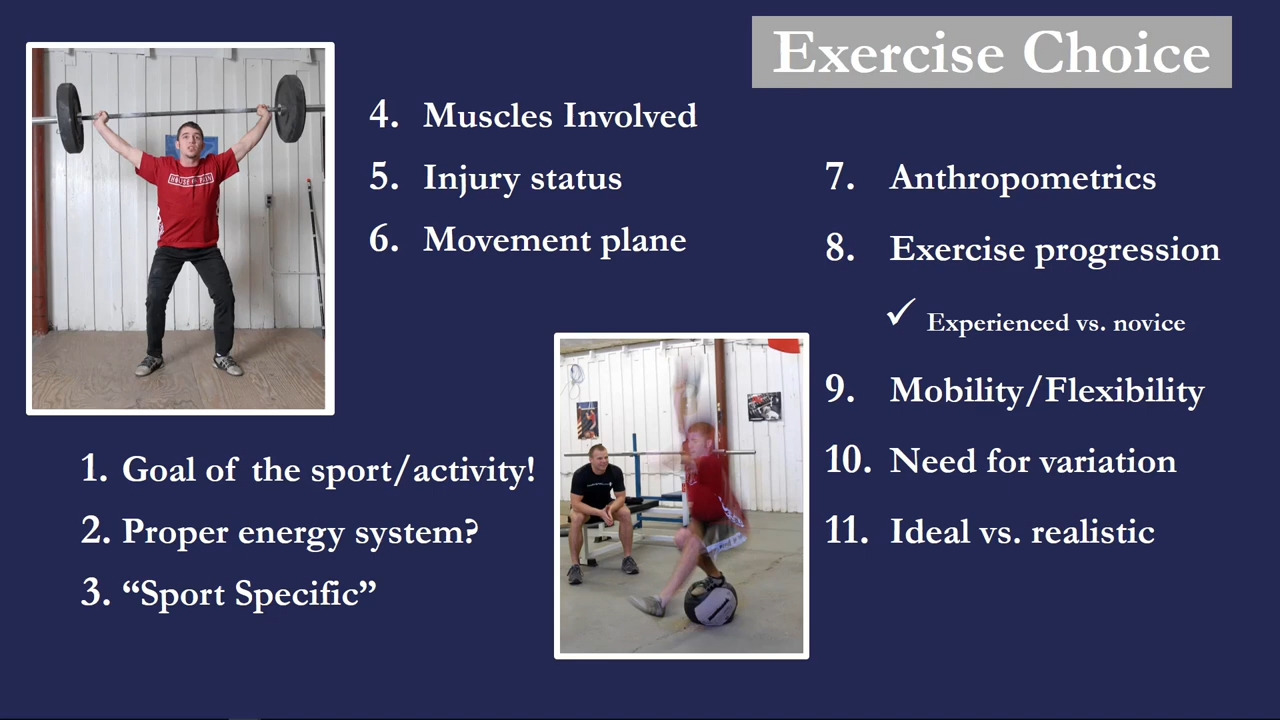 Exercise Choice
1. Goal of the sport/activity!
2. Proper energy system?
3. “Sport Specific”
4. Muscles Involved
5. Injury status
6. Movement plane
7. Anthropometrics
8. Exercise progression
✓ Experienced vs. novice
9. Mobility/Flexibility
10. Need for variation
11. Ideal vs. realistic